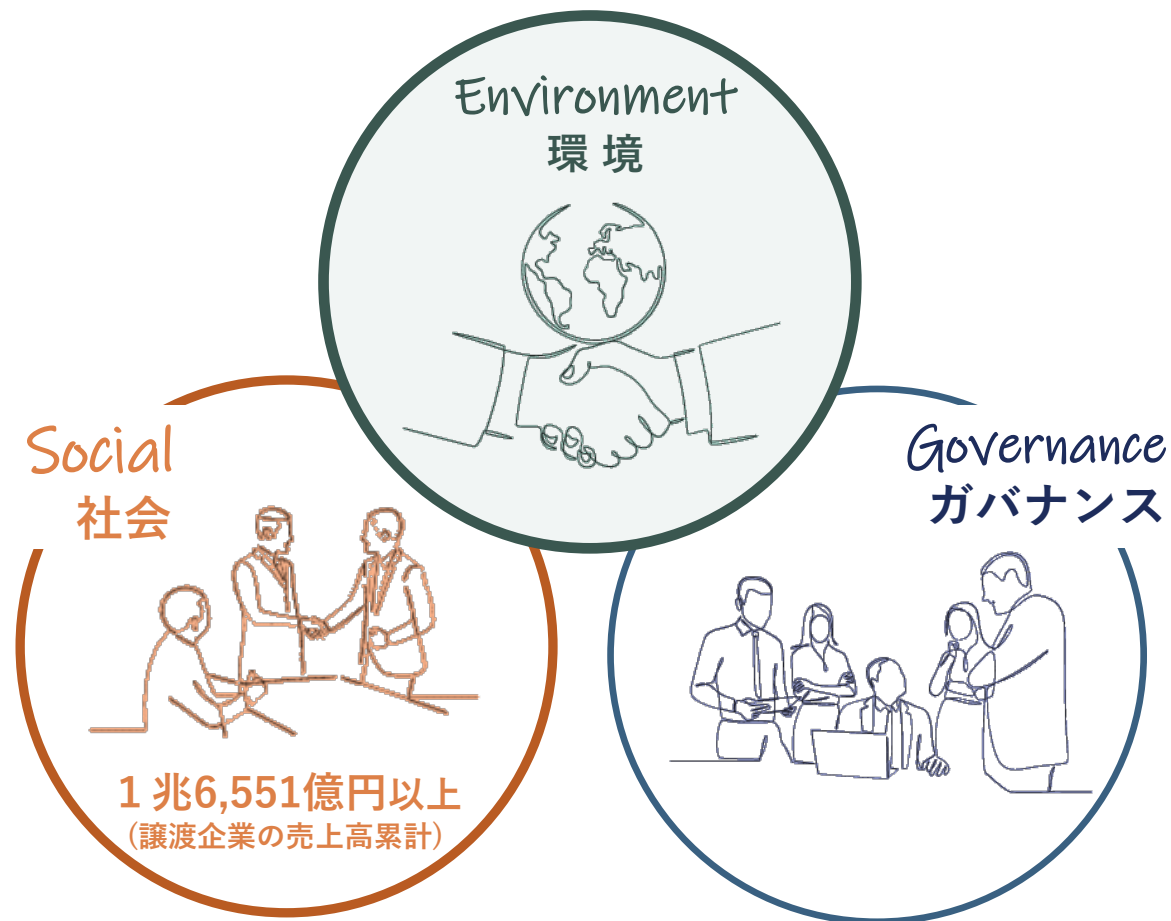 Environment
環境
Social
社会
1兆6,551億円以上
(譲渡企業の売上高累計)
Governance
ガバナンス